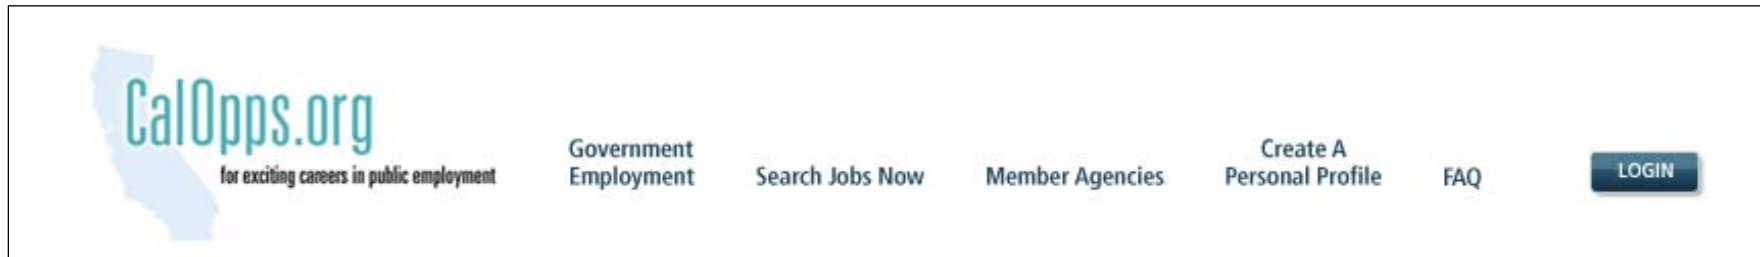 CalOpps.org
for exciting careers in public employment
Government
Employment
Search Jobs Now
Member Agencies
Create A
Personal Profile
FAQ
LOGIN